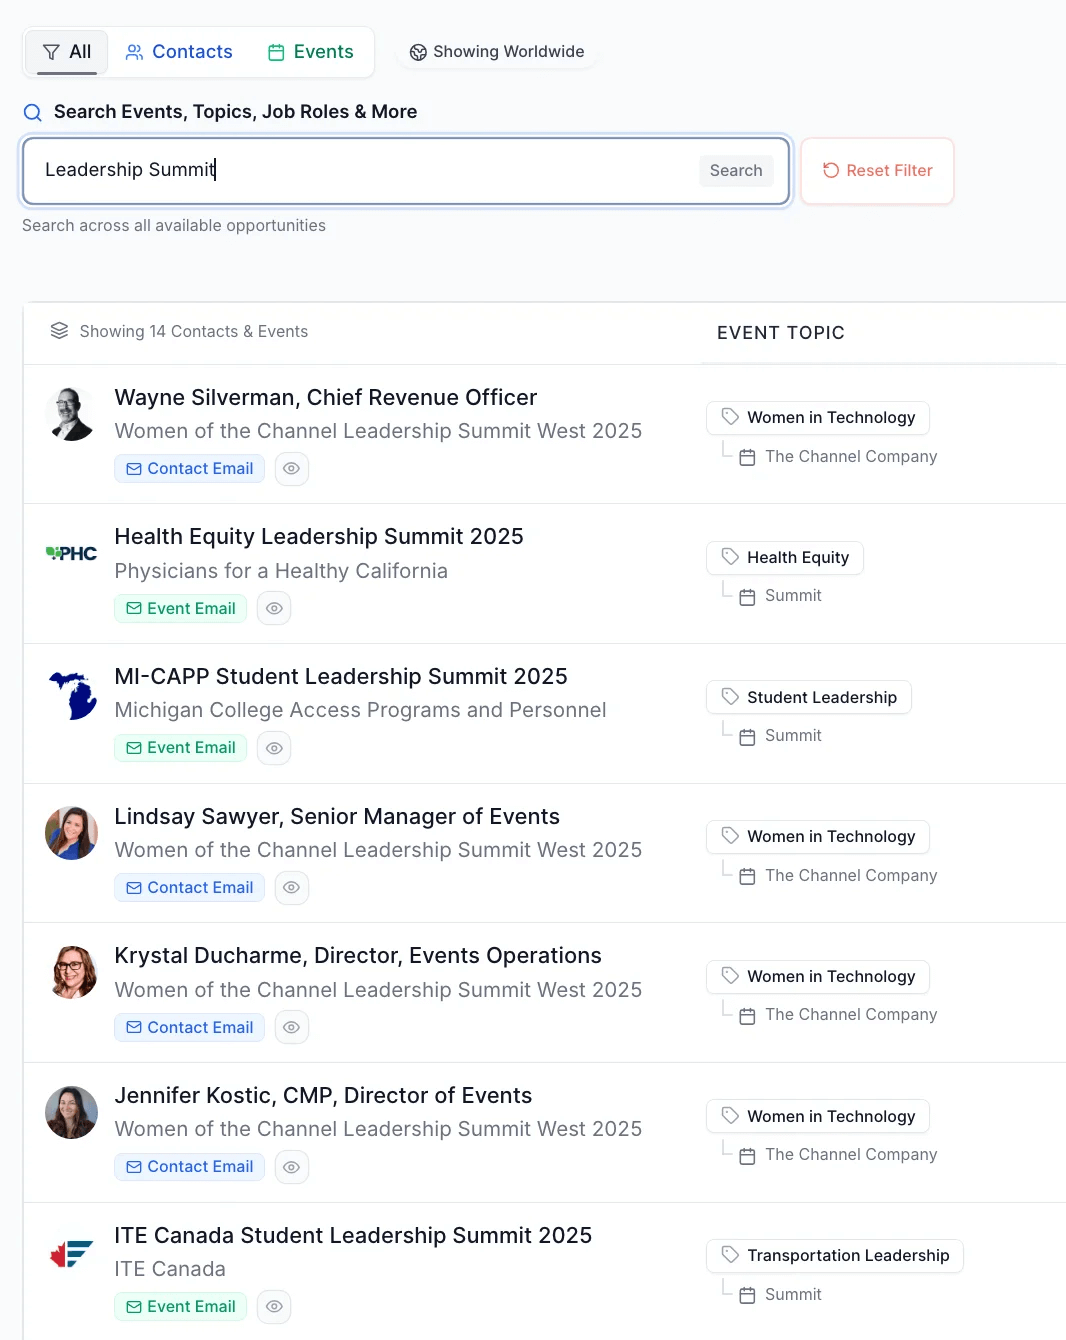 All
Contacts
Events
Showing Worldwide
Search Events, Topics, Job Roles & More
Leadership Summit
Search
Reset Filter
Search across all available opportunities
Showing 14 Contacts & Events
EVENT TOPIC
Wayne Silverman, Chief Revenue Officer
Women of the Channel Leadership Summit West 2025
Contact Email
Women in Technology
The Channel Company
PHC
Health Equity Leadership Summit 2025
Physicians for a Healthy California
Event Email
Health Equity
Summit
MI-CAPP Student Leadership Summit 2025
Michigan College Access Programs and Personnel
Event Email
Student Leadership
Summit
Lindsay Sawyer, Senior Manager of Events
Women of the Channel Leadership Summit West 2025
Contact Email
Women in Technology
The Channel Company
Krystal Ducharme, Director, Events Operations
Women of the Channel Leadership Summit West 2025
Contact Email
Women in Technology
The Channel Company
Jennifer Kostic, CMP, Director of Events
Women of the Channel Leadership Summit West 2025
Contact Email
Women in Technology
The Channel Company
ITE Canada Student Leadership Summit 2025
ITE Canada
Event Email
Transportation Leadership
Summit